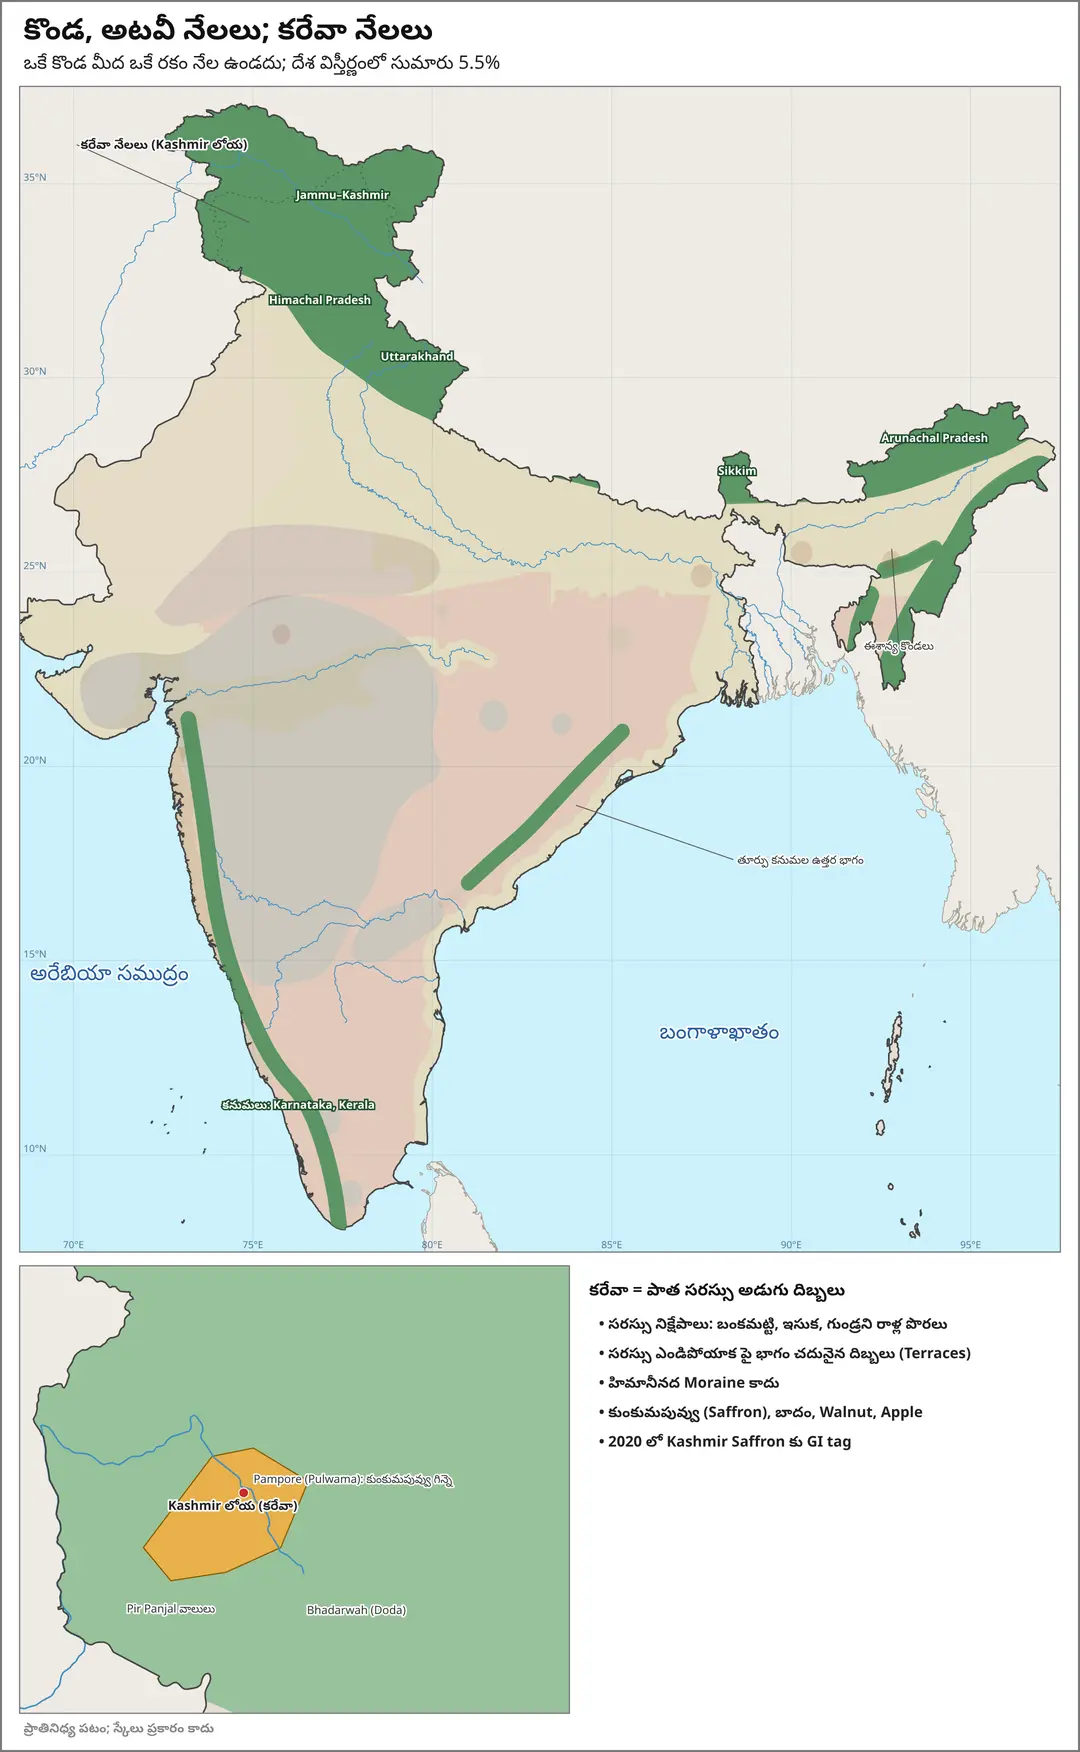 కొండ, అటవీ నేలలు; కరేవా నేలలు
ఒకే కొండ మీద ఒకే రకం నేల ఉండదు; దేశ విస్తీర్ణంలో సుమారు 5.5%
కరేవా నేలలు (Kashmir లోయ)
35°N
Jammu–Kashmir
Himachal Pradesh
Uttarakhand
30°N
Arunachal Pradesh
Sikkim
25°N
ఈశాన్య కొండలు
20°N
తూర్పు కనుమల ఉత్తర భాగం
15°N
అరేబియా సముద్రం
బంగాళాఖాతం
కనుమలు: Karnataka, Kerala
10°N
70°E
75°E
80°E
85°E
90°E
95°E
కరేవా = పాత సరస్సు అడుగు దిబ్బలు
• సరస్సు నిక్షేపాలు: బంకమట్టి, ఇసుక, గుండ్రని రాళ్ల పొరలు
• సరస్సు ఎండిపోయాక పై భాగం చదునైన దిబ్బలు (Terraces)
• హిమానీనద Moraine కాదు
• కుంకుమపువ్వు (Saffron), బాదం, Walnut, Apple
• 2020 లో Kashmir Saffron కు GI tag
Pampore (Pulwama): కుంకుమపువ్వు గిన్నె
Kashmir లోయ (కరేవా)
Pir Panjal వాలులు
Bhadarwah (Doda)
ప్రాతినిధ్య పటం; స్కేలు ప్రకారం కాదు